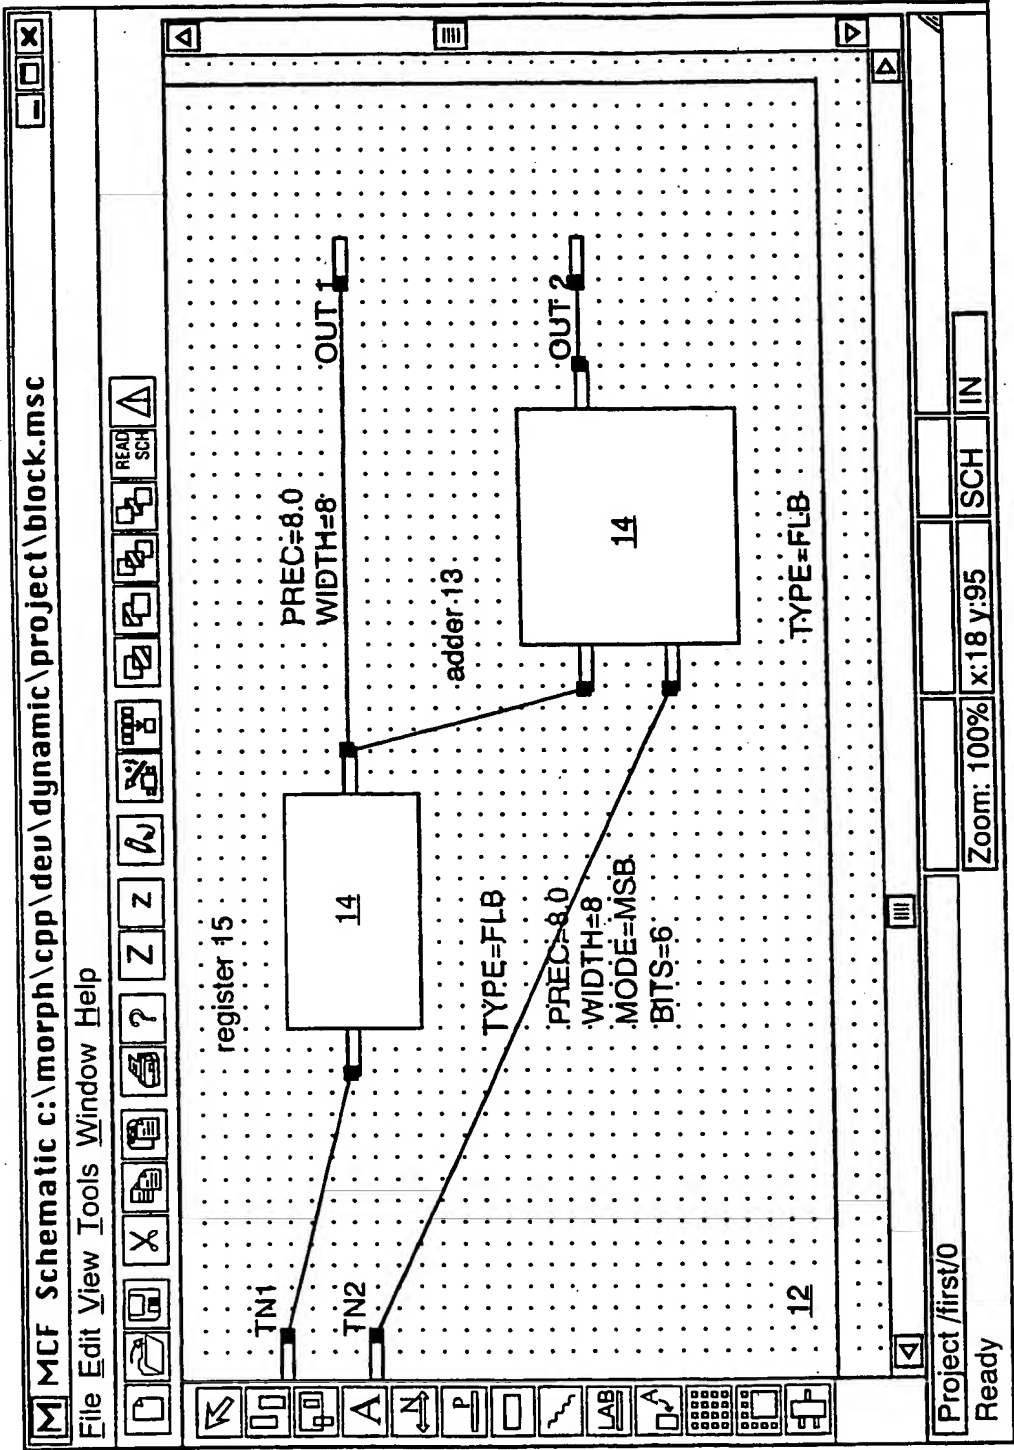 M MCF Schematic c:\morph\cpp\dev\dynamic\project\block.msc
File Edit View Tools Window Help
? Z z READ SCH
A
N
P
LAB
A
TN1
TN2
register 15
14
PREC=8.0
WIDTH=8
OUT 1
adder 13
14
OUT 2
TYPE=FLB
PREC=8.0
WIDTH=8
MODE=MSB
BITS=6
TYPE=FLB
12
Project /first/0
Zoom: 100% x:18 y:95 SCH IN
Ready